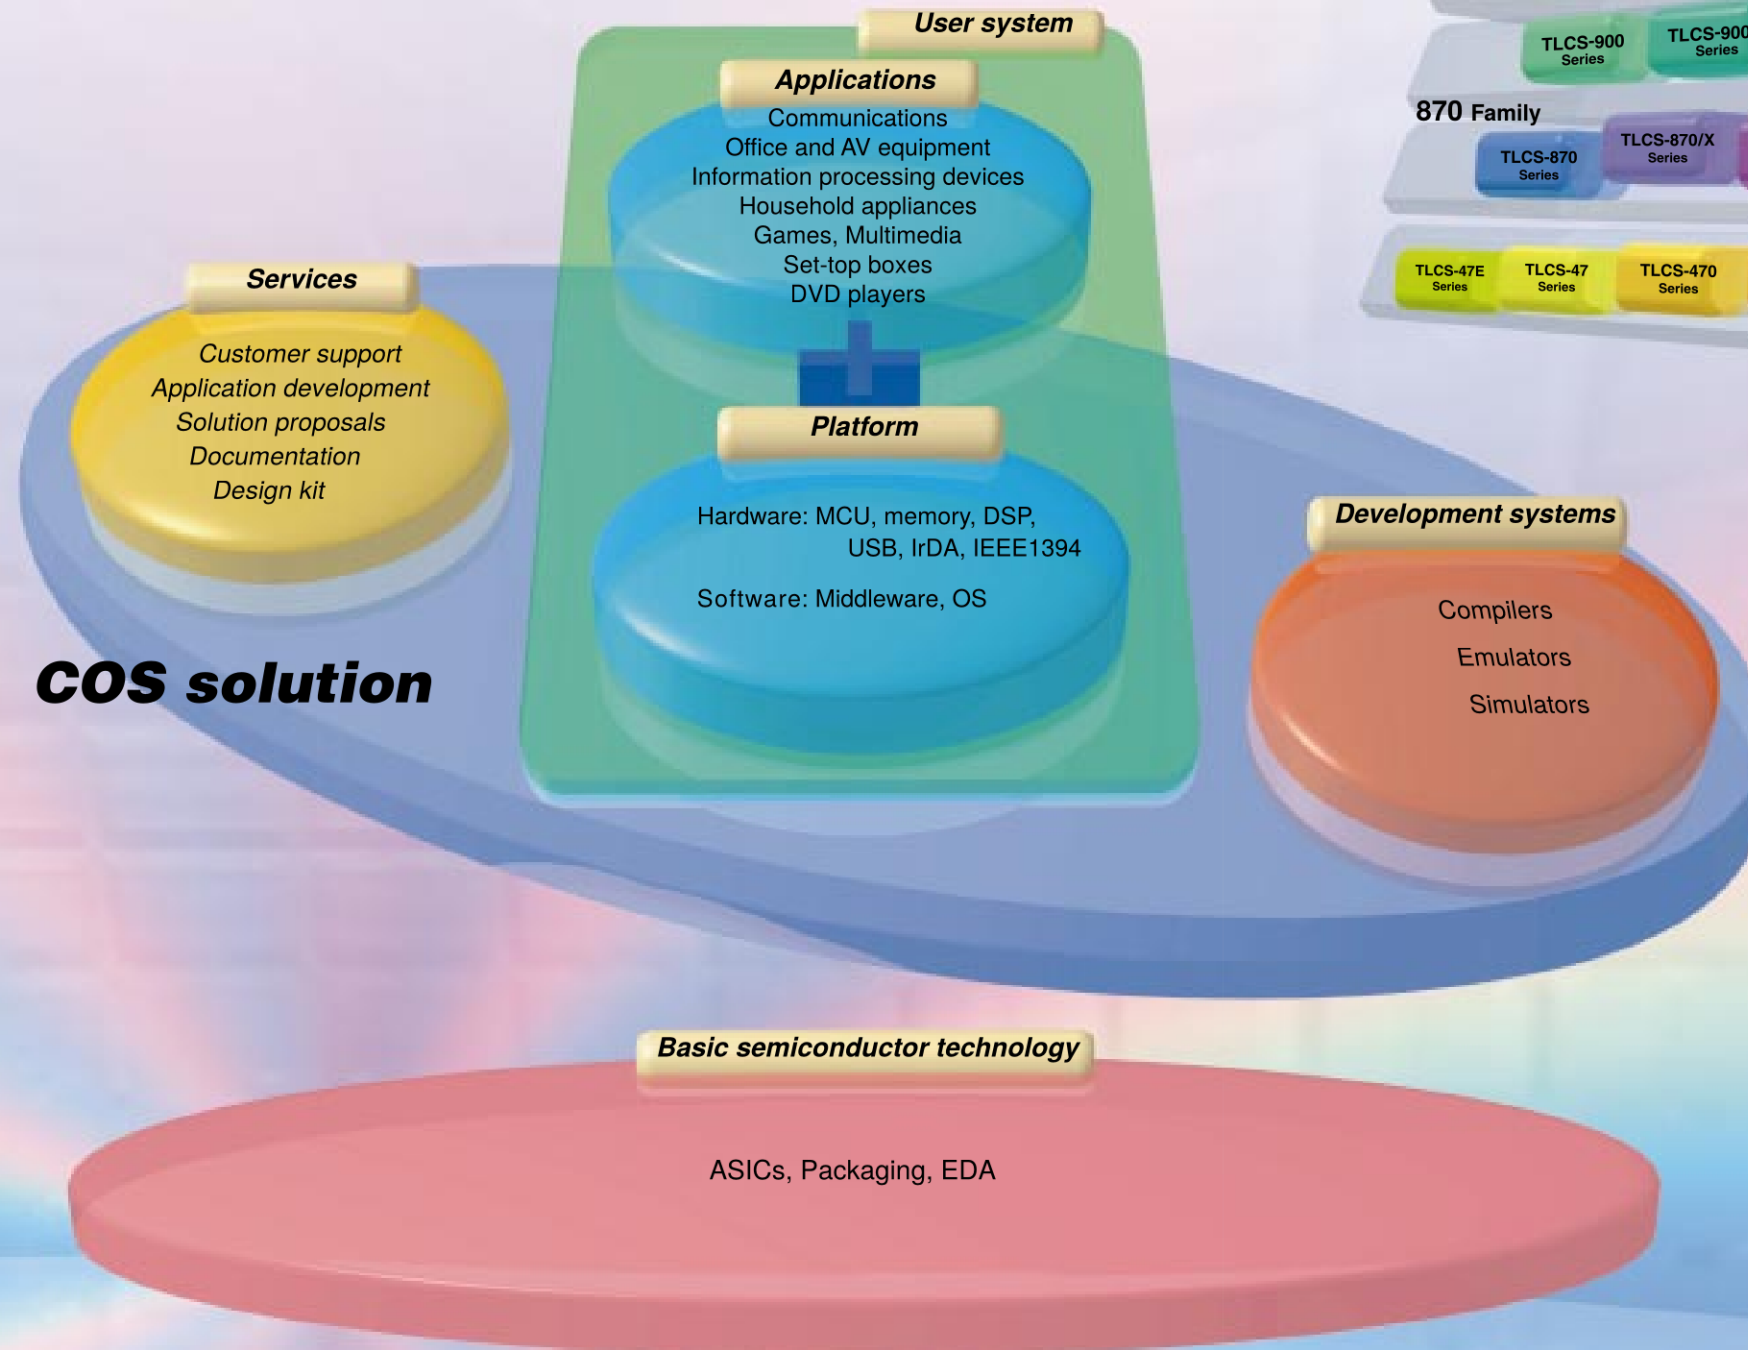 User system
Applications
Communications
Office and AV equipment
Information processing devices
Household appliances
Games, Multimedia
Set-top boxes
DVD players
Platform
Hardware: MCU, memory, DSP,
USB, IrDA, IEEE1394
Software: Middleware, OS
Services
Customer support
Application development
Solution proposals
Documentation
Design kit
COS solution
Development systems
Compilers
Emulators
Simulators
Basic semiconductor technology
ASICs, Packaging, EDA
TLCS-900
Series
TLCS-900
Series
870 Family
TLCS-870
Series
TLCS-870/X
Series
TLCS-47E
Series
TLCS-47
Series
TLCS-470
Series